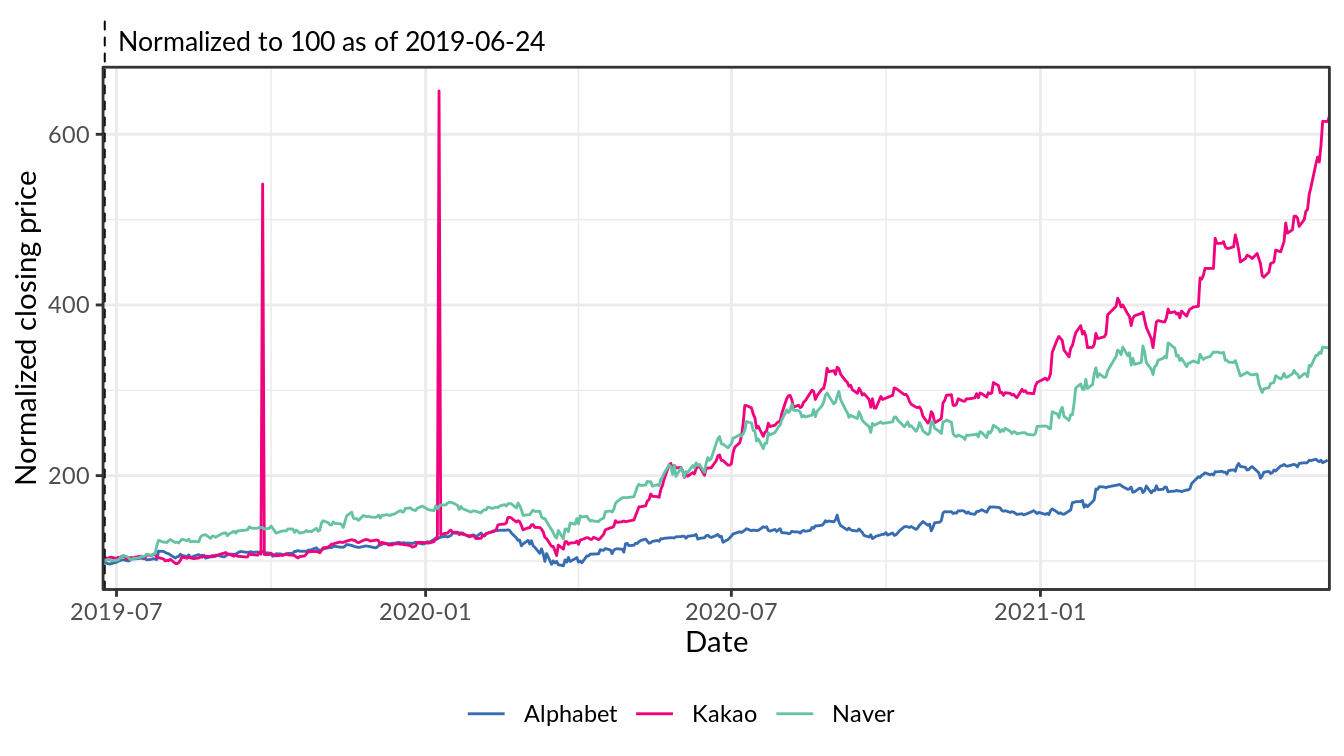 Normalized to 100 as of 2019-06-24
Normalized closing price
600
400
200
2019-07
2020-01
2020-07
2021-01
Date
Alphabet
Kakao
Naver